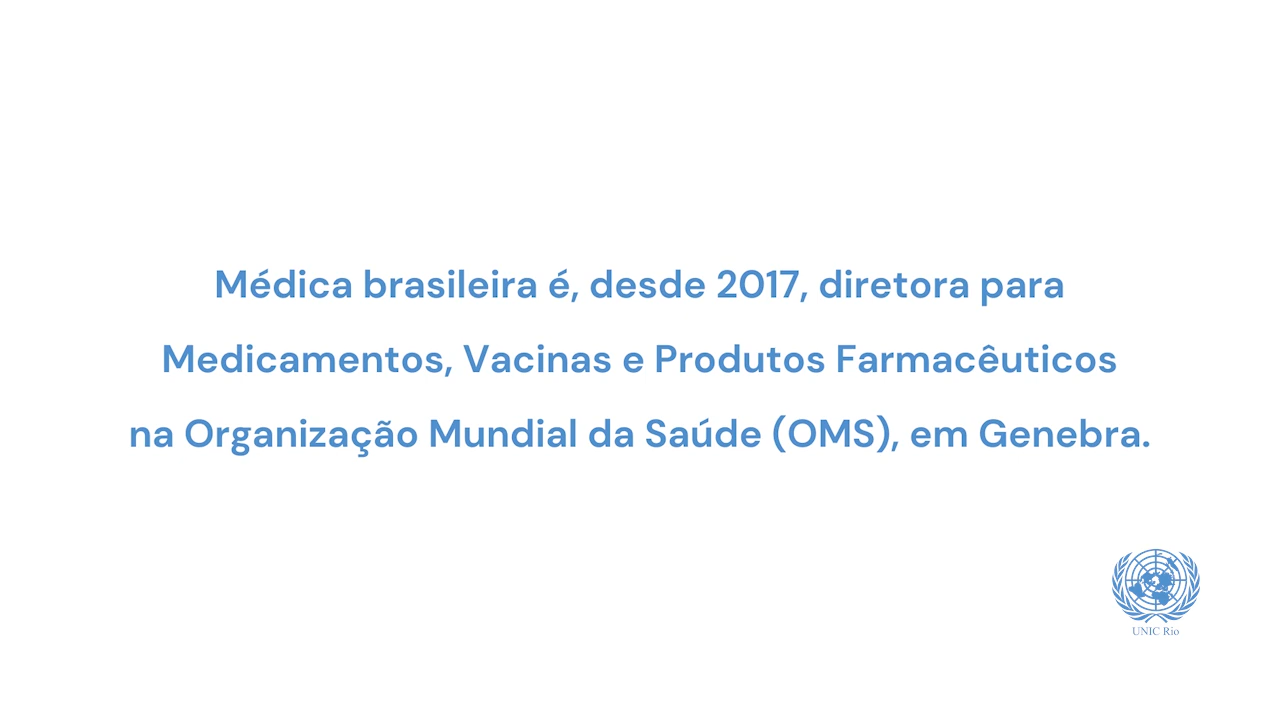 Médica brasileira é, desde 2017, diretora para
Medicamentos, Vacinas e Produtos Farmacêuticos
na Organização Mundial da Saúde (OMS), em Genebra.
UNIC Rio